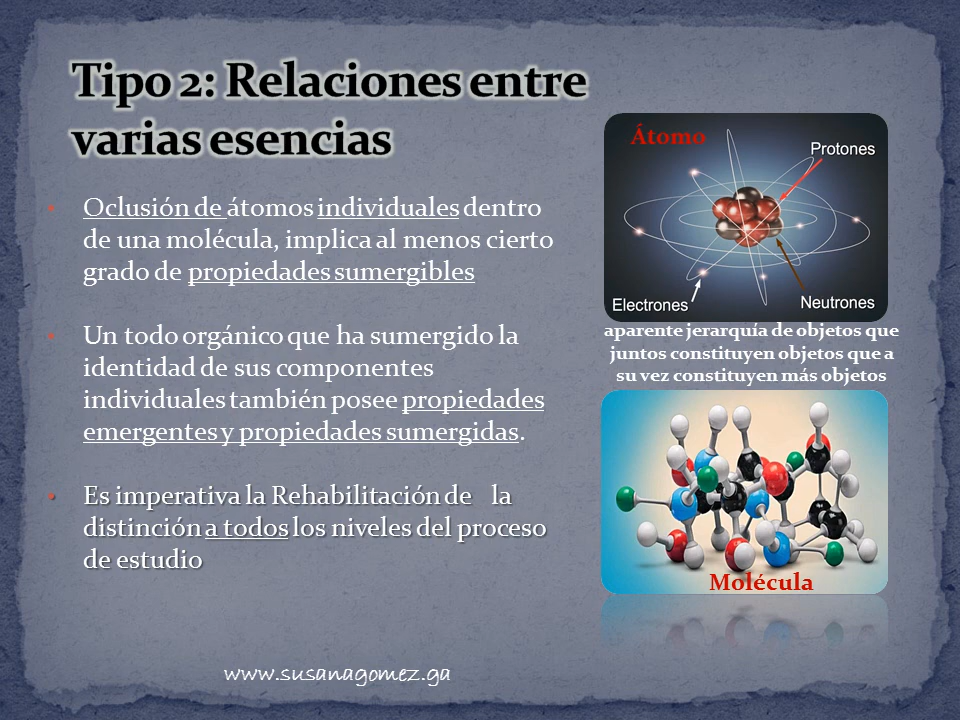 Tipo 2: Relaciones entre
varias esencias
• Oclusión de átomos individuales dentro
de una molécula, implica al menos cierto
grado de propiedades sumergibles
• Un todo orgánico que ha sumergido la
identidad de sus componentes
individuales también posee propiedades
emergentes y propiedades sumergidas.
• Es imperativa la Rehabilitación de la
distinción a todos los niveles del proceso
de estudio
Átomo
Protones
Electrones
Neutrones
aparente jerarquía de objetos que
juntos constituyen objetos que a
su vez constituyen más objetos
Molécula
www.susanagomez.ga